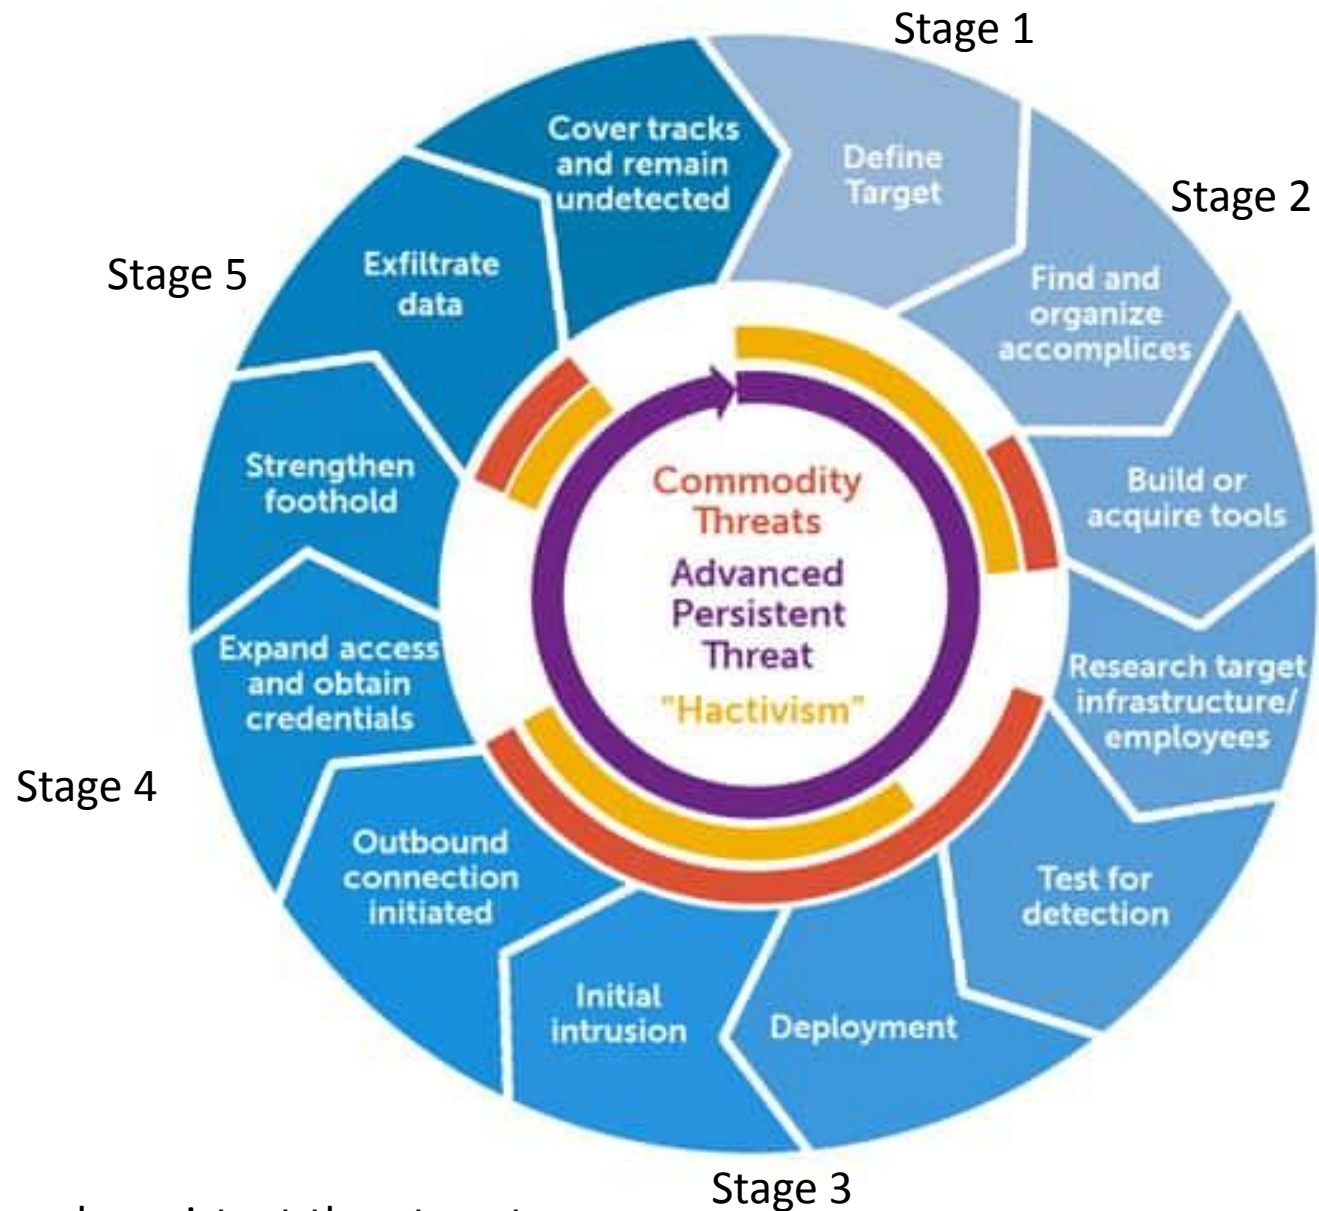 Stage 1
Define
Target
Stage 2
Find and
organize
accomplices
Build or
acquire tools
Research target
infrastructure/
employees
Test for
detection
Deployment
Stage 3
Initial
intrusion
Outbound
connection
initiated
Stage 4
Expand access
and obtain
credentials
Strengthen
foothold
Stage 5
Exfiltrate
data
Cover tracks
and remain
undetected
Commodity
Threats
Advanced
Persistent
Threat
"Hactivism"